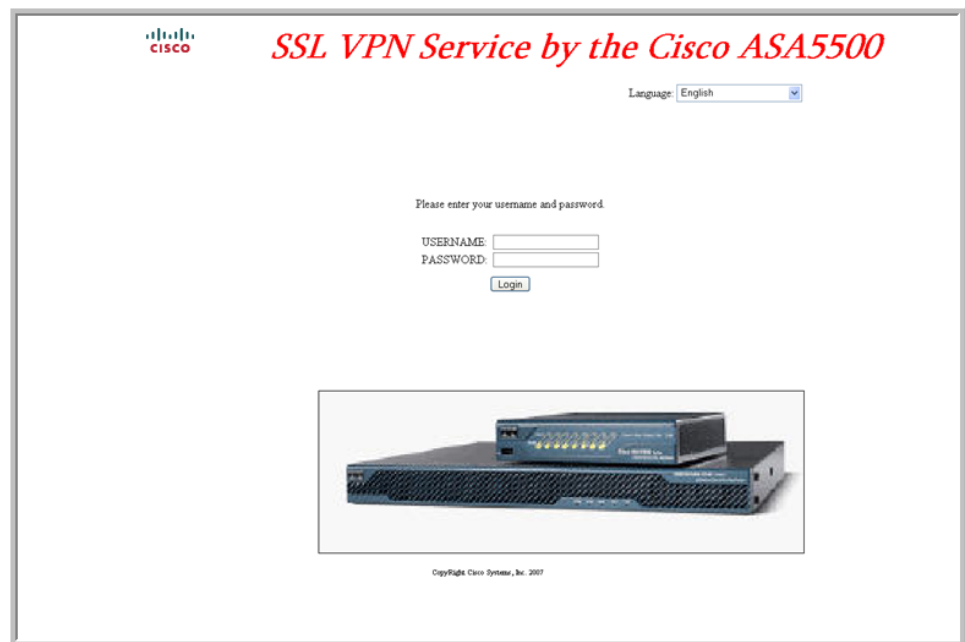 CISCO
SSL VPN Service by the Cisco ASA5500
Language: English
Please enter your username and password.
USERNAME:
PASSWORD:
Login
CopyRight Cisco Systems, Inc. 2007